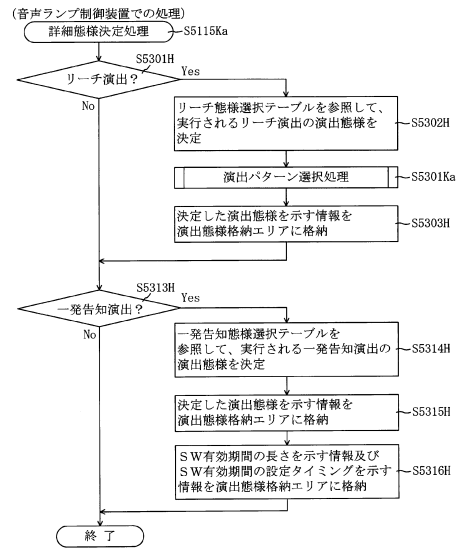 (音声ランプ制御装置での処理)
詳細態様決定処理
S5115Ka
S5301H
リーチ演出？
Yes
No
リーチ態様選択テーブルを参照して、
実行されるリーチ演出の演出態様を
決定
S5302H
演出パターン選択処理
S5301Ka
決定した演出態様を示す情報を
演出態様格納エリアに格納
S5303H
S5313H
一発告知演出？
Yes
No
一発告知態様選択テーブルを
参照して、実行される一発告知演出の
演出態様を決定
S5314H
決定した演出態様を示す情報を
演出態様格納エリアに格納
S5315H
ＳＷ有効期間の長さを示す情報及び
ＳＷ有効期間の設定タイミングを示す
情報を演出態様格納エリアに格納
S5316H
終 了